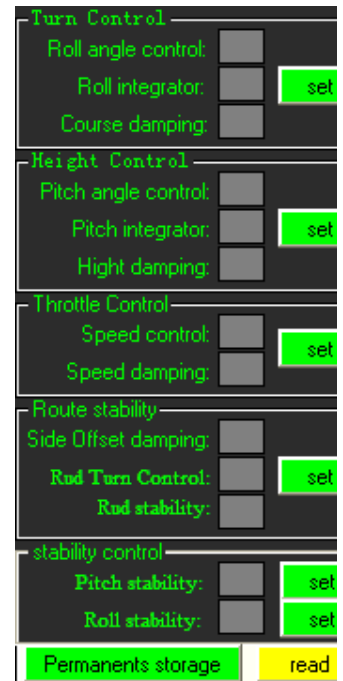 Turn Control
Roll angle control:
Roll integrator: set
Course damping:
Height Control
Pitch angle control:
Pitch integrator: set
Hight damping:
Throttle Control
Speed control:
set
Speed damping:
Route stability
Side Offset damping:
Rud Turn Control: set
Rud stability:
stability control
Pitch stability: set
Roll stability: set
Permanents storage read